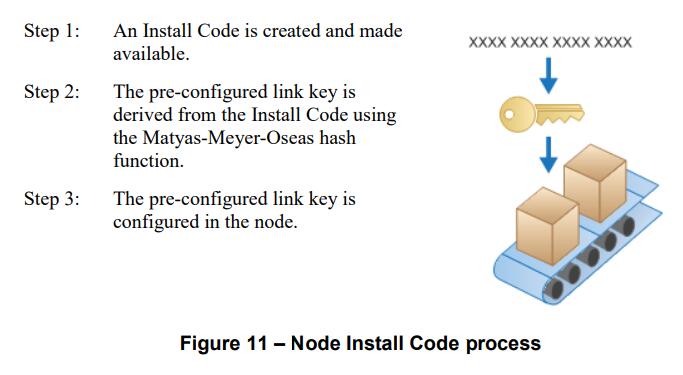 Step 1: An Install Code is created and made
available.
XXXX XXXX XXXX XXXX
Step 2: The pre-configured link key is
derived from the Install Code using
the Matyas-Meyer-Oseas hash
function.
Step 3: The pre-configured link key is
configured in the node.
Figure 11 – Node Install Code process